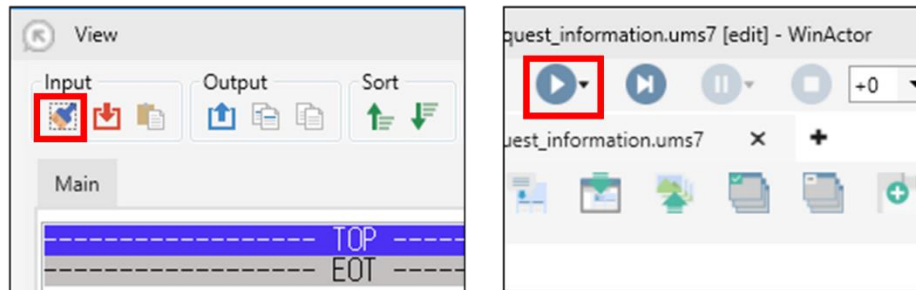 View
Input
Output
Sort
Main
------------------ TOP -----
------------------ EOT -----
quest_information.ums7 [edit] - WinActor
+0
uest_information.ums7